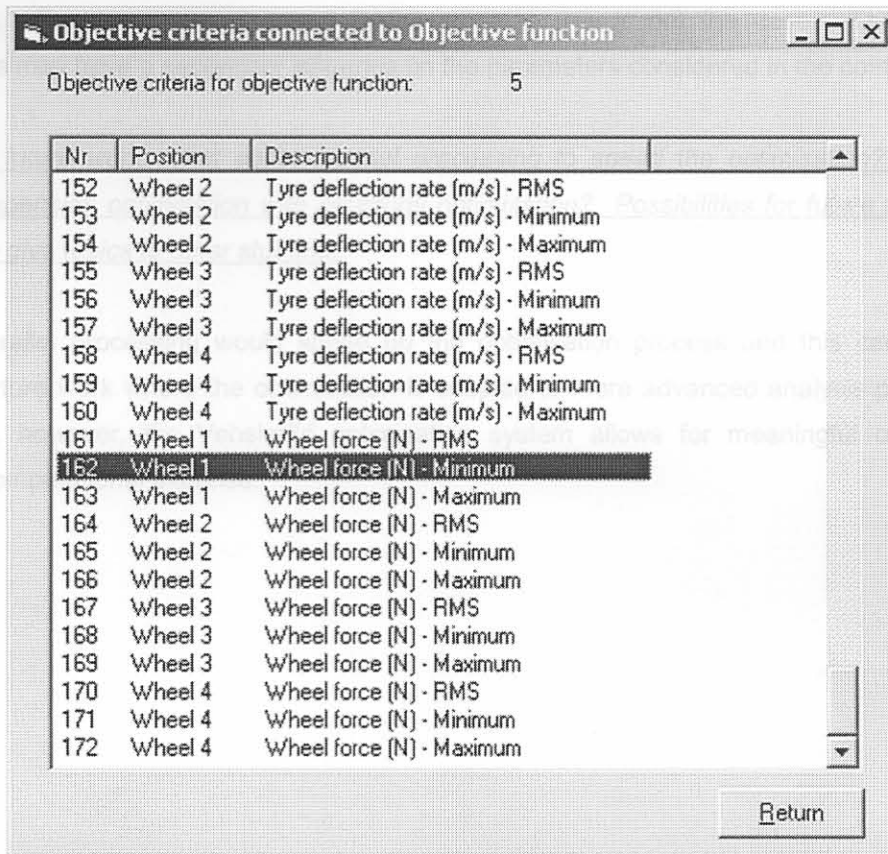 Objective criteria connected to Objective function
Objective criteria for objective function: 5
Nr Position Description
152 Wheel 2 Tyre deflection rate (m/s) - RMS
153 Wheel 2 Tyre deflection rate (m/s) - Minimum
154 Wheel 2 Tyre deflection rate (m/s) - Maximum
155 Wheel 3 Tyre deflection rate (m/s) - RMS
156 Wheel 3 Tyre deflection rate (m/s) - Minimum
157 Wheel 3 Tyre deflection rate (m/s) - Maximum
158 Wheel 4 Tyre deflection rate (m/s) - RMS
159 Wheel 4 Tyre deflection rate (m/s) - Minimum
160 Wheel 4 Tyre deflection rate (m/s) - Maximum
161 Wheel 1 Wheel force (N) - RMS
162 Wheel 1 Wheel force (N) - Minimum
163 Wheel 1 Wheel force (N) - Maximum
164 Wheel 2 Wheel force (N) - RMS
165 Wheel 2 Wheel force (N) - Minimum
166 Wheel 2 Wheel force (N) - Maximum
167 Wheel 3 Wheel force (N) - RMS
168 Wheel 3 Wheel force (N) - Minimum
169 Wheel 3 Wheel force (N) - Maximum
170 Wheel 4 Wheel force (N) - RMS
171 Wheel 4 Wheel force (N) - Minimum
172 Wheel 4 Wheel force (N) - Maximum
Return